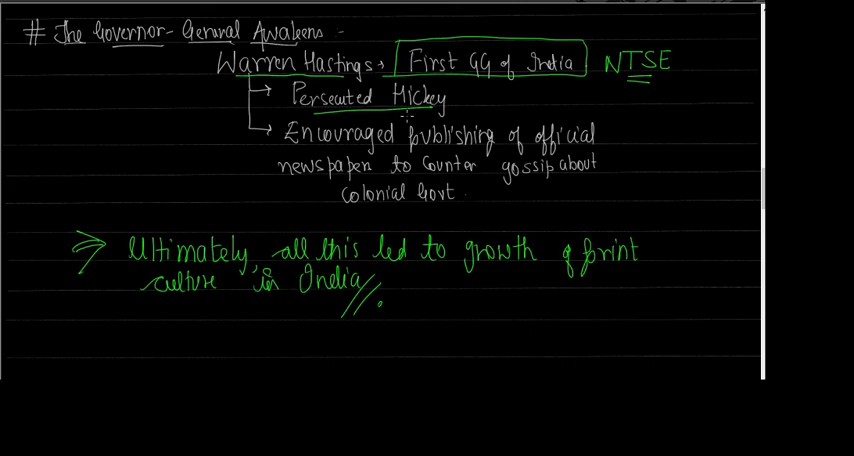 # The Governor-General Awakens -
Warren Hastings → First GG of India NTSE
→ Persecuted Hickey
→ Encouraged publishing of official
newspaper to counter gossip about
colonial Govt.
⇒ Ultimately, all this led to growth of print
culture in India //.